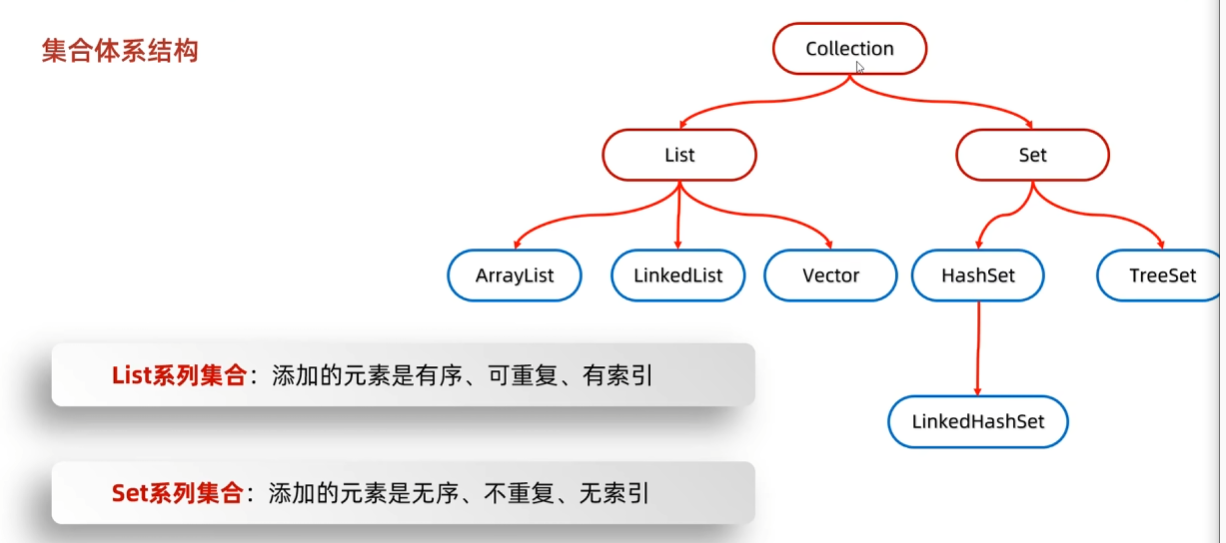 集合体系结构
Collection
List
Set
ArrayList
LinkedList
Vector
HashSet
TreeSet
LinkedHashSet
List系列集合：添加的元素是有序、可重复、有索引
Set系列集合：添加的元素是无序、不重复、无索引